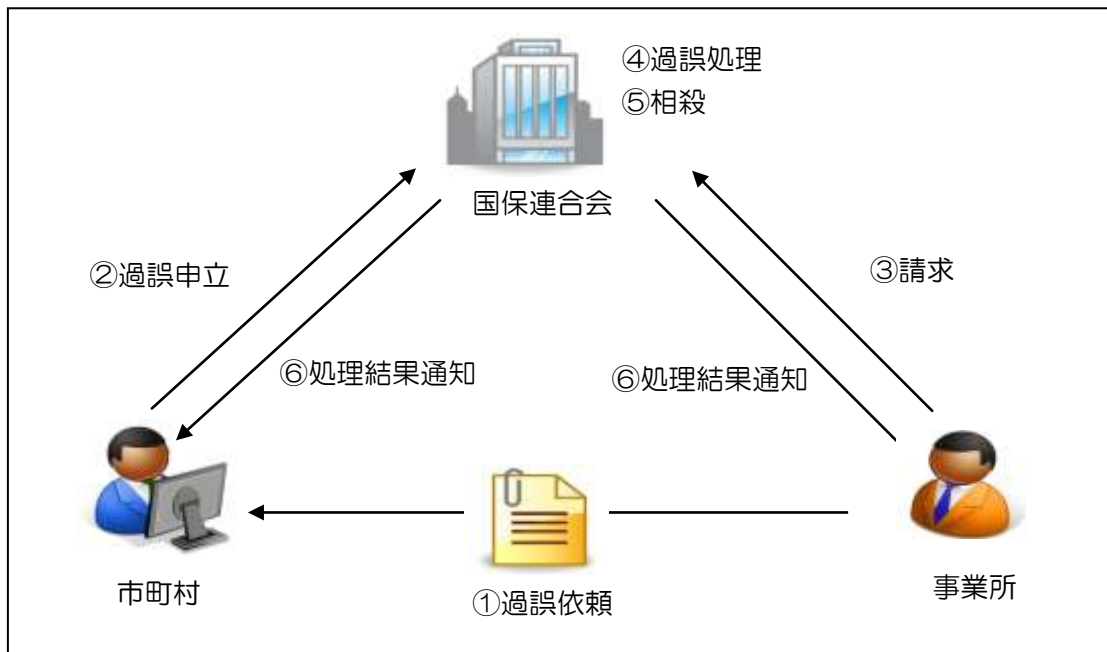 ④過誤処理
⑤相殺
国保連合会
②過誤申立
③請求
⑥処理結果通知
⑥処理結果通知
市町村
①過誤依頼
事業所